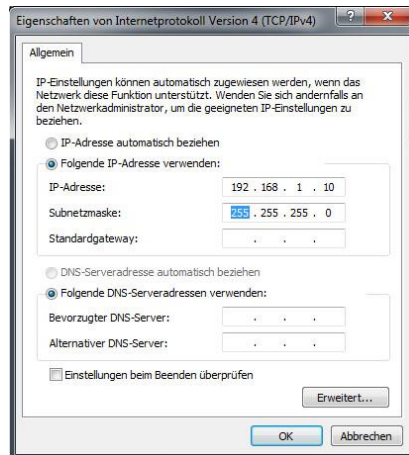 Eigenschaften von Internetprotokoll Version 4 (TCP/IPv4)
Allgemein
IP-Einstellungen können automatisch zugewiesen werden, wenn das
Netzwerk diese Funktion unterstützt. Wenden Sie sich andernfalls an
den Netzwerkadministrator, um die geeigneten IP-Einstellungen zu
beziehen.
IP-Adresse automatisch beziehen
Folgende IP-Adresse verwenden:
IP-Adresse: 192 . 168 . 1 . 10
Subnetzmaske: 255 . 255 . 255 . 0
Standardgateway: . . .
DNS-Serveradresse automatisch beziehen
Folgende DNS-Serveradressen verwenden:
Bevorzugter DNS-Server: . . .
Alternativer DNS-Server: . . .
Einstellungen beim Beenden überprüfen
Erweitert...
OK Abbrechen